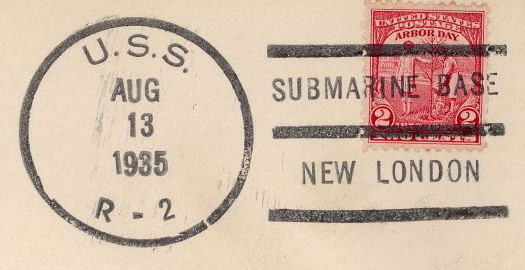 U.S.S.
AUG
13
1935
R-2
SUBMARINE BASE
NEW LONDON
UNITED STATES
POSTAGE
ARBOR DAY
2 2